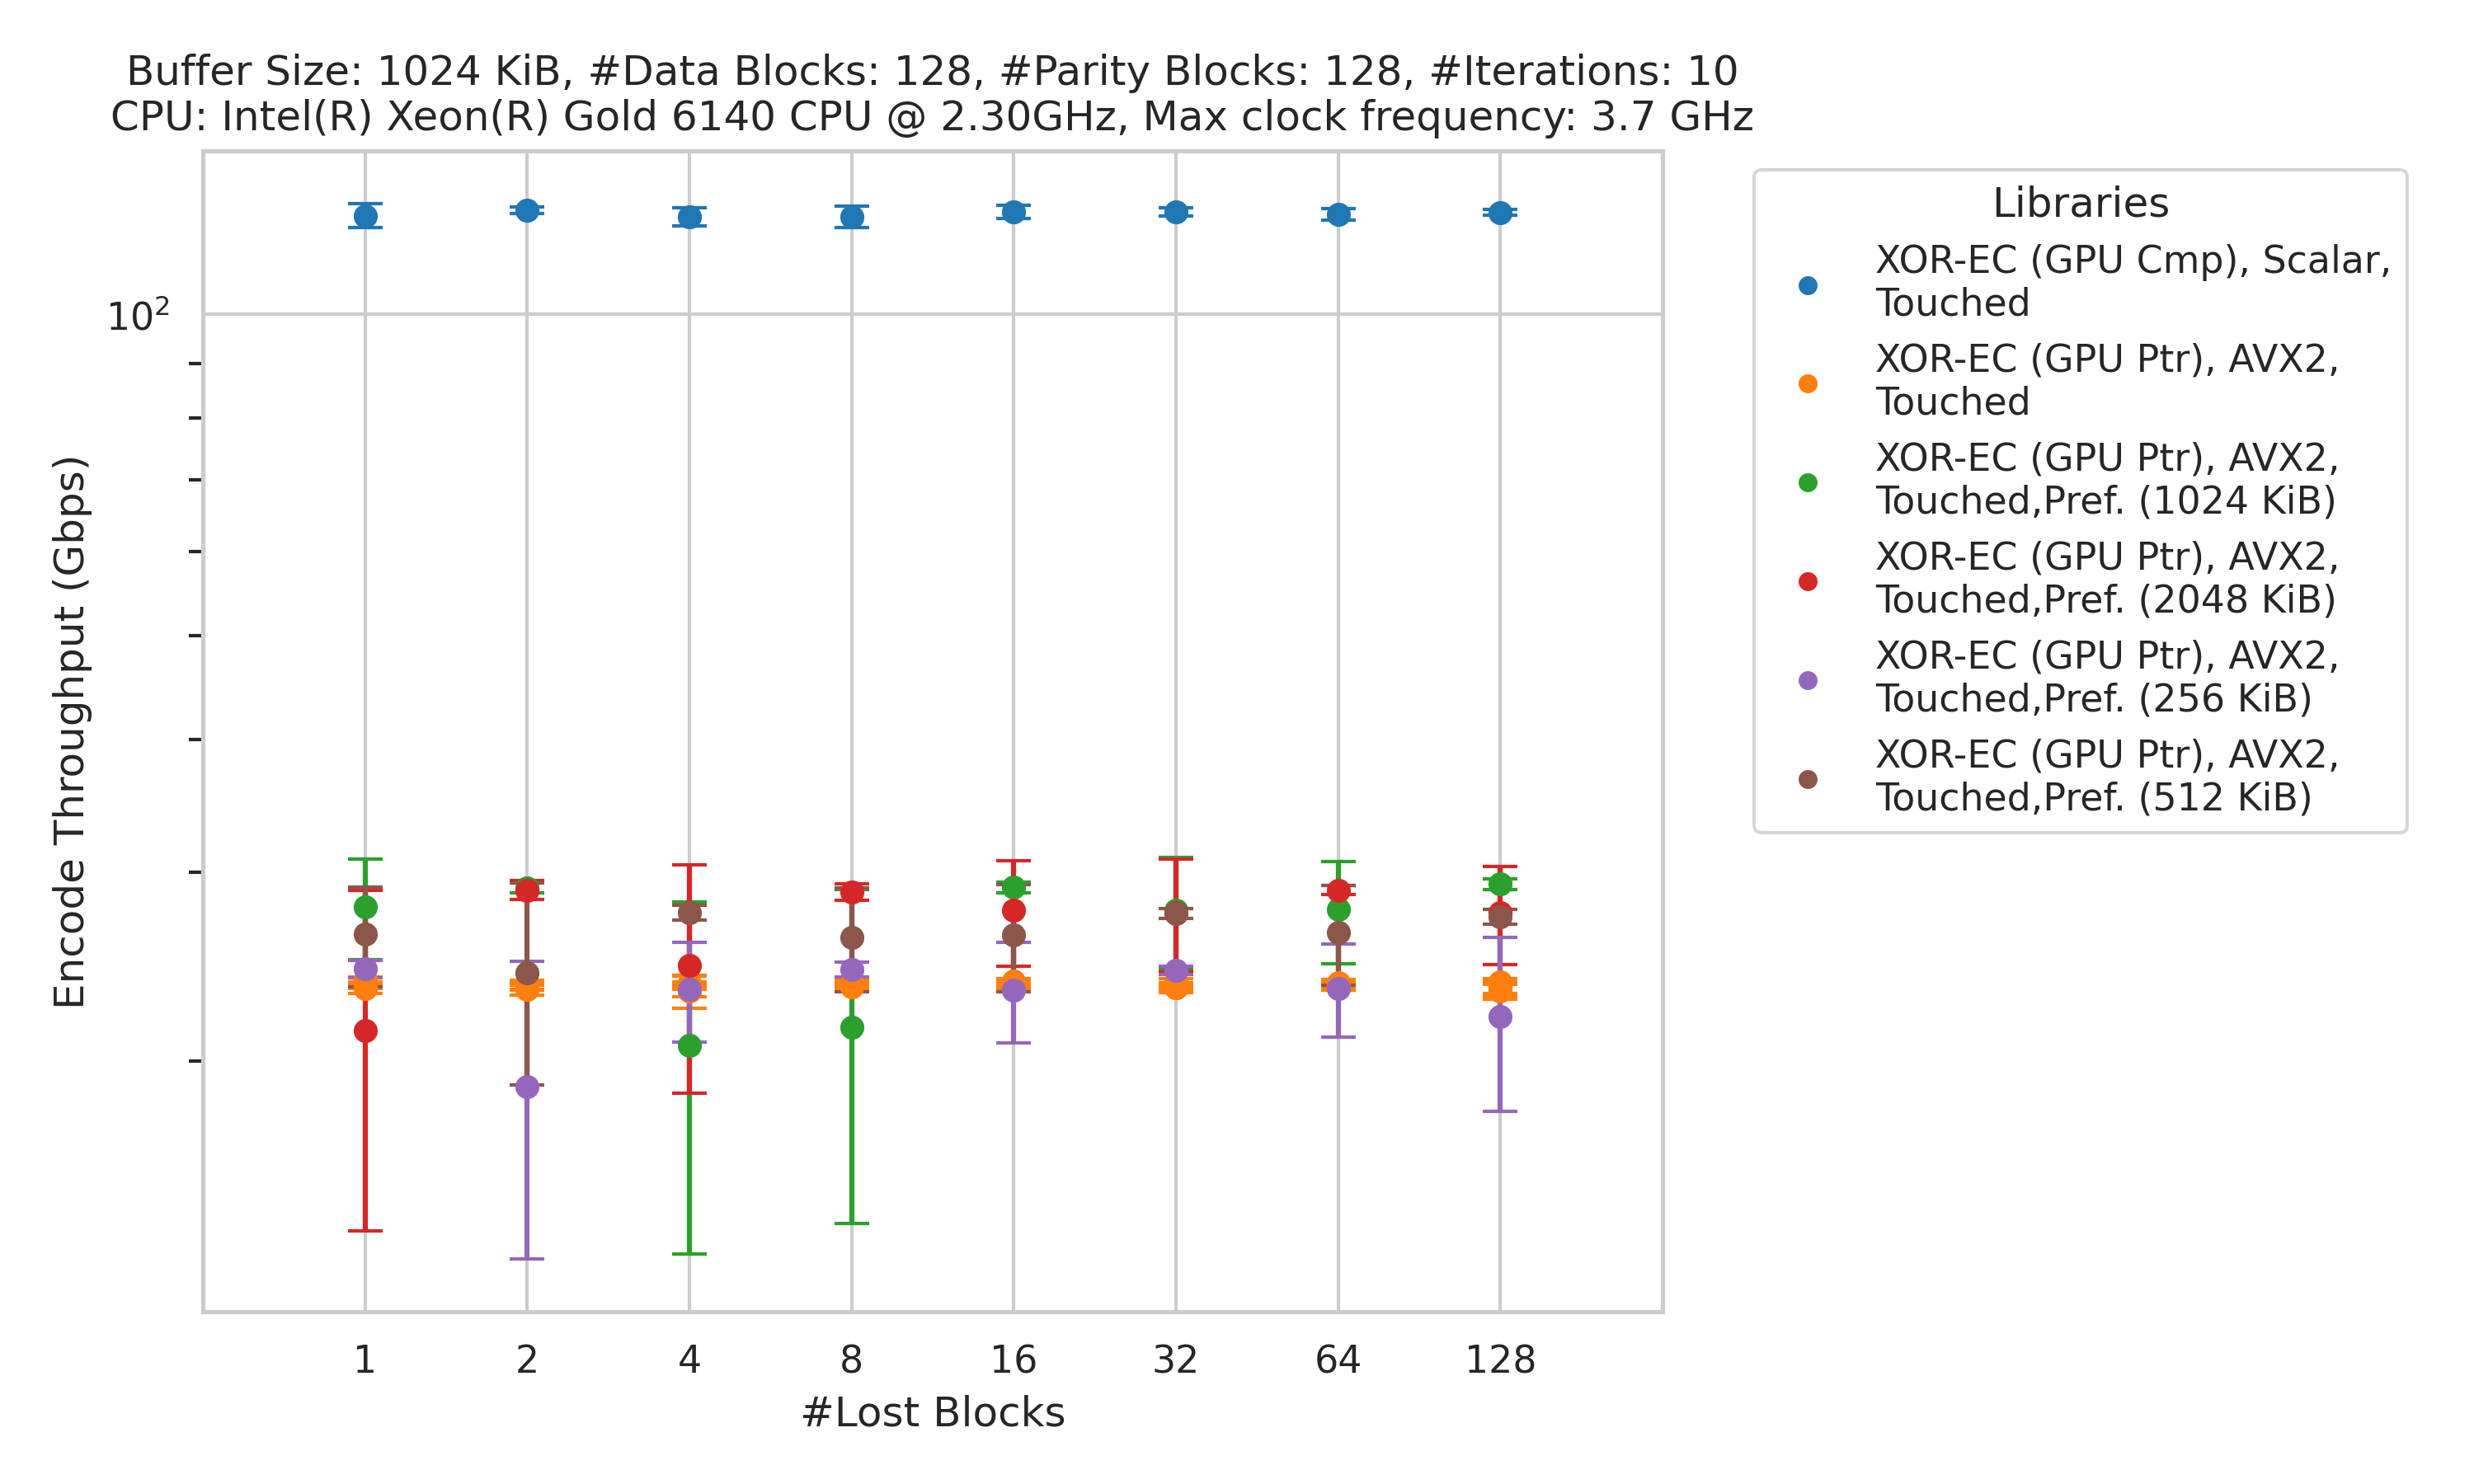 Buffer Size: 1024 KiB, #Data Blocks: 128, #Parity Blocks: 128, #Iterations: 10
CPU: Intel(R) Xeon(R) Gold 6140 CPU @ 2.30GHz, Max clock frequency: 3.7 GHz
Encode Throughput (Gbps)
10²
1 2 4 8 16 32 64 128
#Lost Blocks
Libraries
XOR-EC (GPU Cmp), Scalar,
Touched
XOR-EC (GPU Ptr), AVX2,
Touched
XOR-EC (GPU Ptr), AVX2,
Touched,Pref. (1024 KiB)
XOR-EC (GPU Ptr), AVX2,
Touched,Pref. (2048 KiB)
XOR-EC (GPU Ptr), AVX2,
Touched,Pref. (256 KiB)
XOR-EC (GPU Ptr), AVX2,
Touched,Pref. (512 KiB)